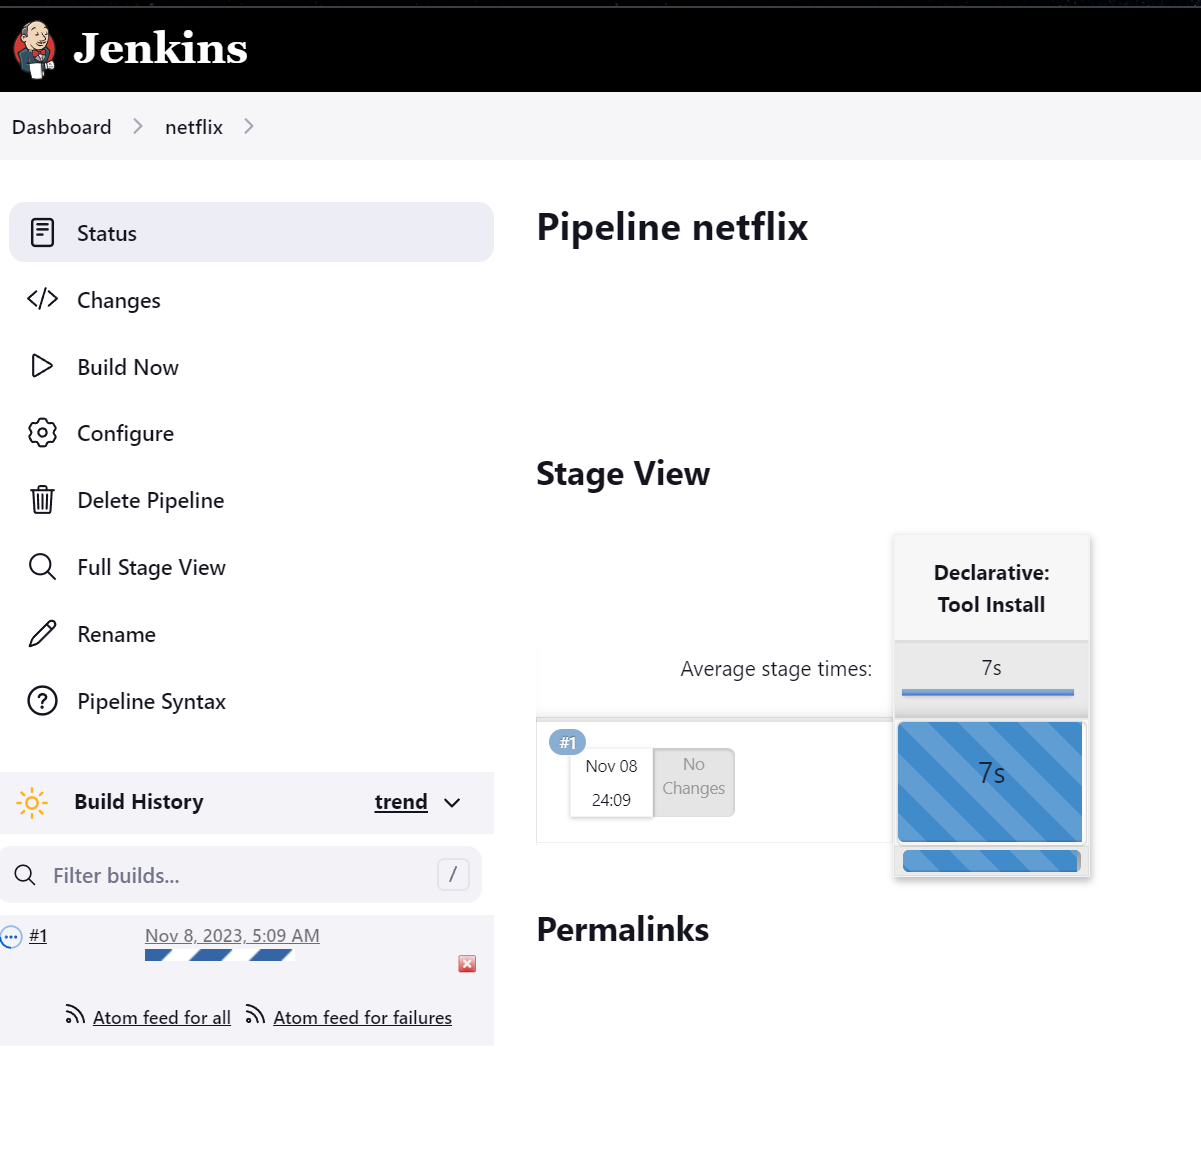 Jenkins
Dashboard
netflix
Status
Changes
Build Now
Configure
Delete Pipeline
Full Stage View
Rename
Pipeline Syntax
Build History
trend
Filter builds...
/
#1
Nov 8, 2023, 5:09 AM
Atom feed for all
Atom feed for failures
Pipeline netflix
Stage View
Declarative:
Tool Install
Average stage times:
7s
#1
Nov 08
24:09
No
Changes
7s
Permalinks